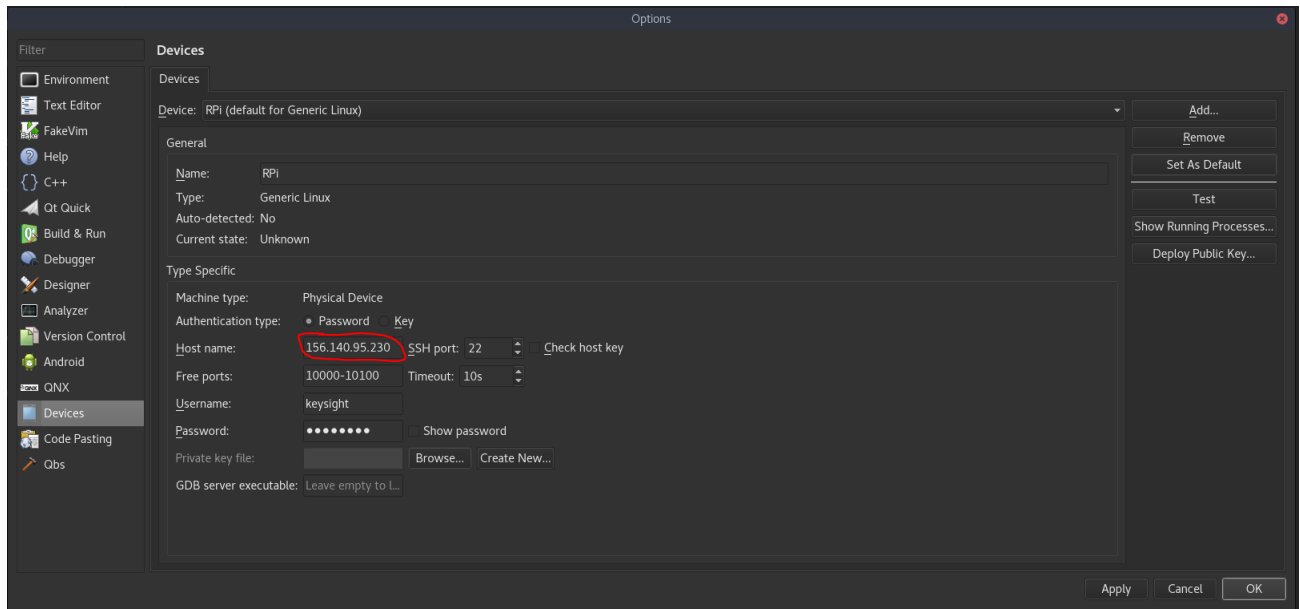 Options
Filter
Devices
Environment
Text Editor
FakeVim
Help
C++
Qt Quick
Build & Run
Debugger
Designer
Analyzer
Version Control
Android
QNX
Devices
Code Pasting
Qbs
Devices
Device: RPi (default for Generic Linux)
General
Name: RPi
Type: Generic Linux
Auto-detected: No
Current state: Unknown
Type Specific
Machine type: Physical Device
Authentication type: Password Key
Host name: 156.140.95.230 SSH port: 22 Check host key
Free ports: 10000-10100 Timeout: 10s
Username: keysight
Password: •••••••• Show password
Private key file: Browse... Create New...
GDB server executable: Leave empty to l...
Add...
Remove
Set As Default
Test
Show Running Processes...
Deploy Public Key...
Apply Cancel OK